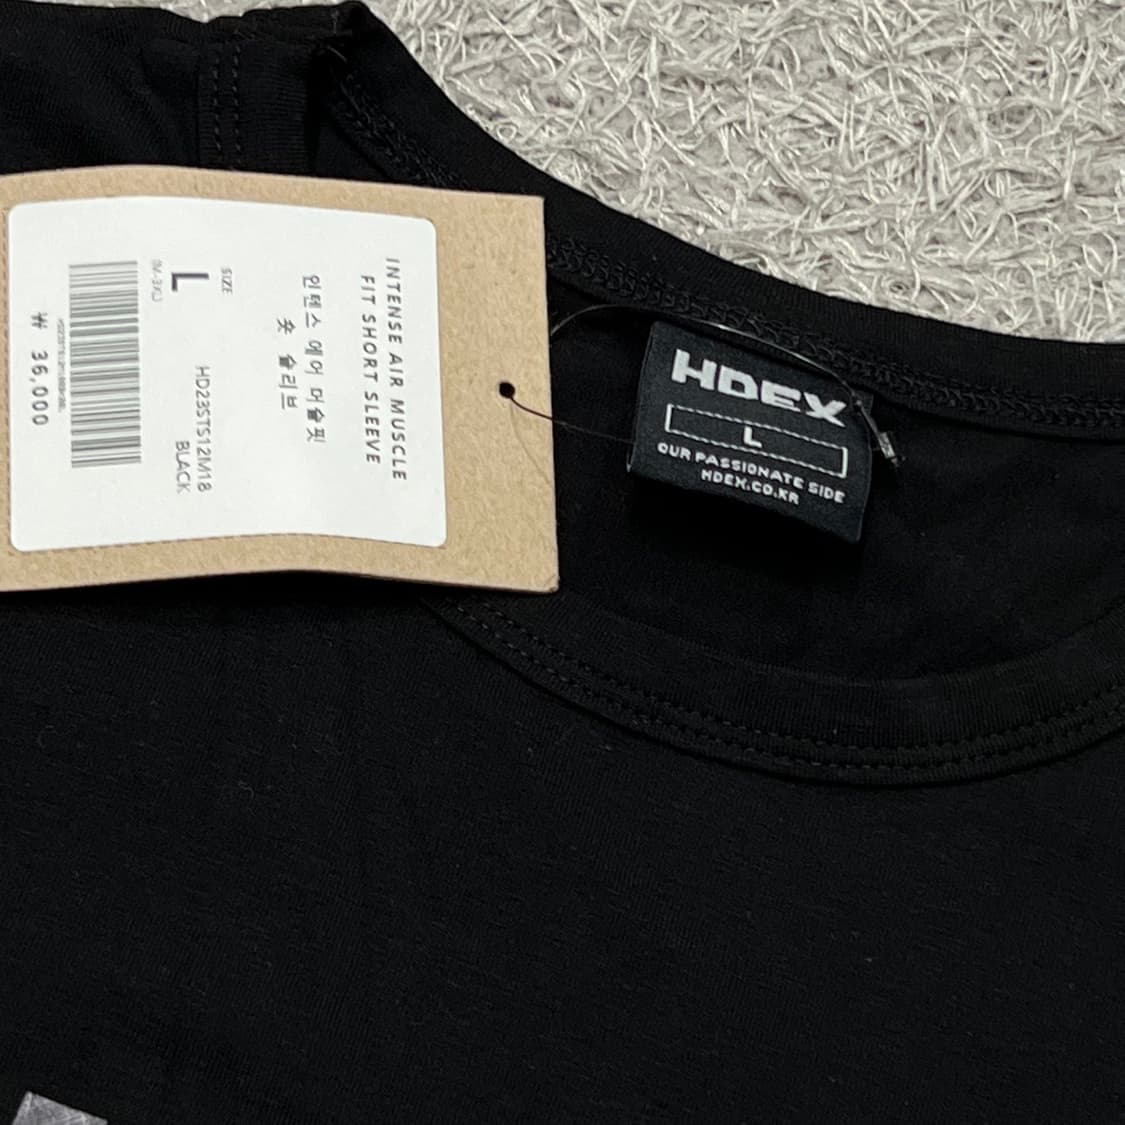 INTENSE AIR MUSCLE
FIT SHORT SLEEVE
인텐스 에어 머슬핏
숏 슬리브
SIZE
L
(M-3XL)
HD23STS12M18
BLACK
₩ 36,000
HDEX
L
OUR PASSIONATE SIDE
HDEX.CO.KR